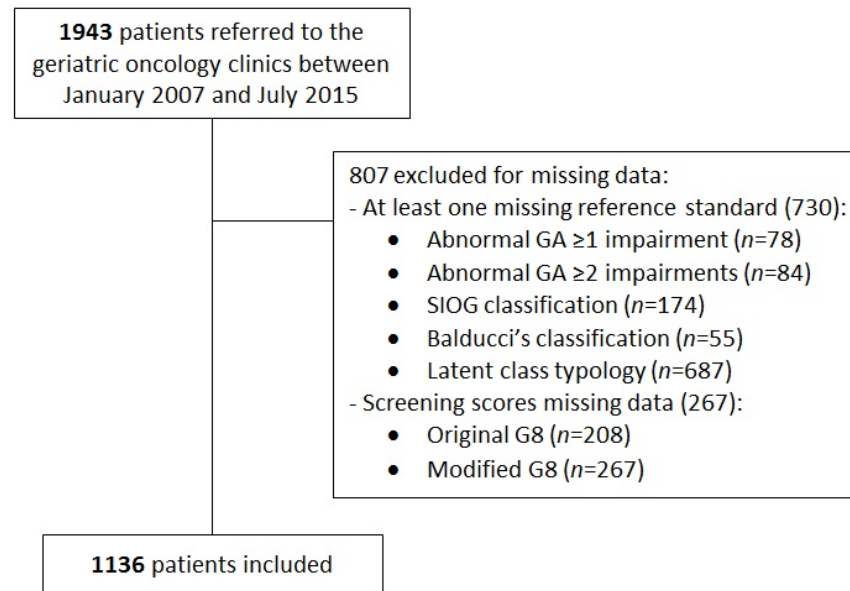 1943 patients referred to the
geriatric oncology clinics between
January 2007 and July 2015
807 excluded for missing data:
- At least one missing reference standard (730):
● Abnormal GA ≥1 impairment (n=78)
● Abnormal GA ≥2 impairments (n=84)
● SIOG classification (n=174)
● Balducci’s classification (n=55)
● Latent class typology (n=687)
- Screening scores missing data (267):
● Original G8 (n=208)
● Modified G8 (n=267)
1136 patients included